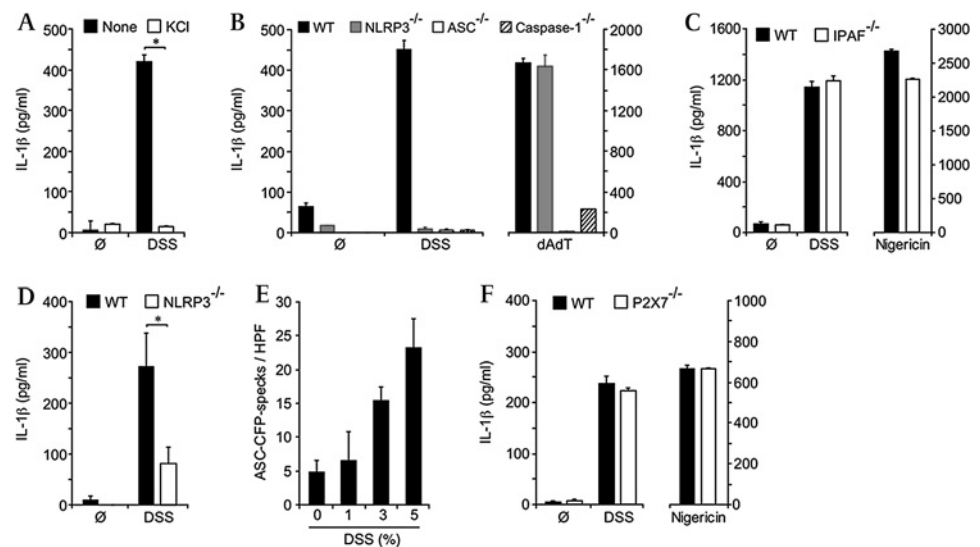 A
None KCl
*
IL-1β (pg/ml)
500
400
300
200
100
0
Ø DSS
B
WT NLRP3-/- ASC-/- Caspase-1-/-
IL-1β (pg/ml)
500
400
300
200
100
0
2000
1600
1200
800
400
0
Ø DSS dAdT
C
WT IPAF-/-
IL-1β (pg/ml)
1600
1200
800
400
0
3000
2500
2000
1500
1000
500
0
Ø DSS Nigericin
D
WT NLRP3-/-
*
IL-1β (pg/ml)
400
300
200
100
0
Ø DSS
E
ASC-CFP-specks / HPF
30
25
20
15
10
5
0
0 1 3 5
DSS (%)
F
WT P2X7-/-
IL-1β (pg/ml)
400
300
200
100
0
1000
800
600
400
200
0
Ø DSS Nigericin